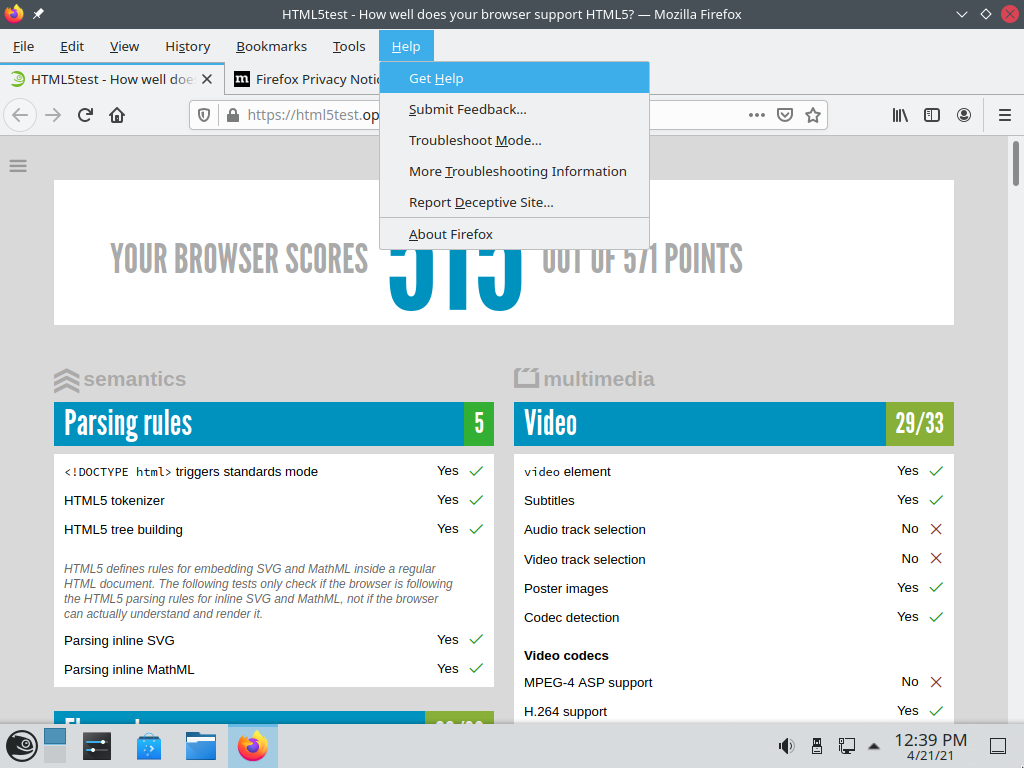 HTML5test - How well does your browser support HTML5? — Mozilla Firefox
File Edit View History Bookmarks Tools Help
HTML5test - How well doe
Firefox Privacy Notic
https://html5test.op
Get Help
Submit Feedback...
Troubleshoot Mode...
More Troubleshooting Information
Report Deceptive Site...
About Firefox
YOUR BROWSER SCORES 515 OUT OF 571 POINTS
semantics
Parsing rules 5
<!DOCTYPE html> triggers standards mode Yes
HTML5 tokenizer Yes
HTML5 tree building Yes
HTML5 defines rules for embedding SVG and MathML inside a regular
HTML document. The following tests only check if the browser is following
the HTML5 parsing rules for inline SVG and MathML, not if the browser
can actually understand and render it.
Parsing inline SVG Yes
Parsing inline MathML Yes
multimedia
Video 29/33
video element Yes
Subtitles Yes
Audio track selection No
Video track selection No
Poster images Yes
Codec detection Yes
Video codecs
MPEG-4 ASP support No
H.264 support Yes
12:39 PM
4/21/21